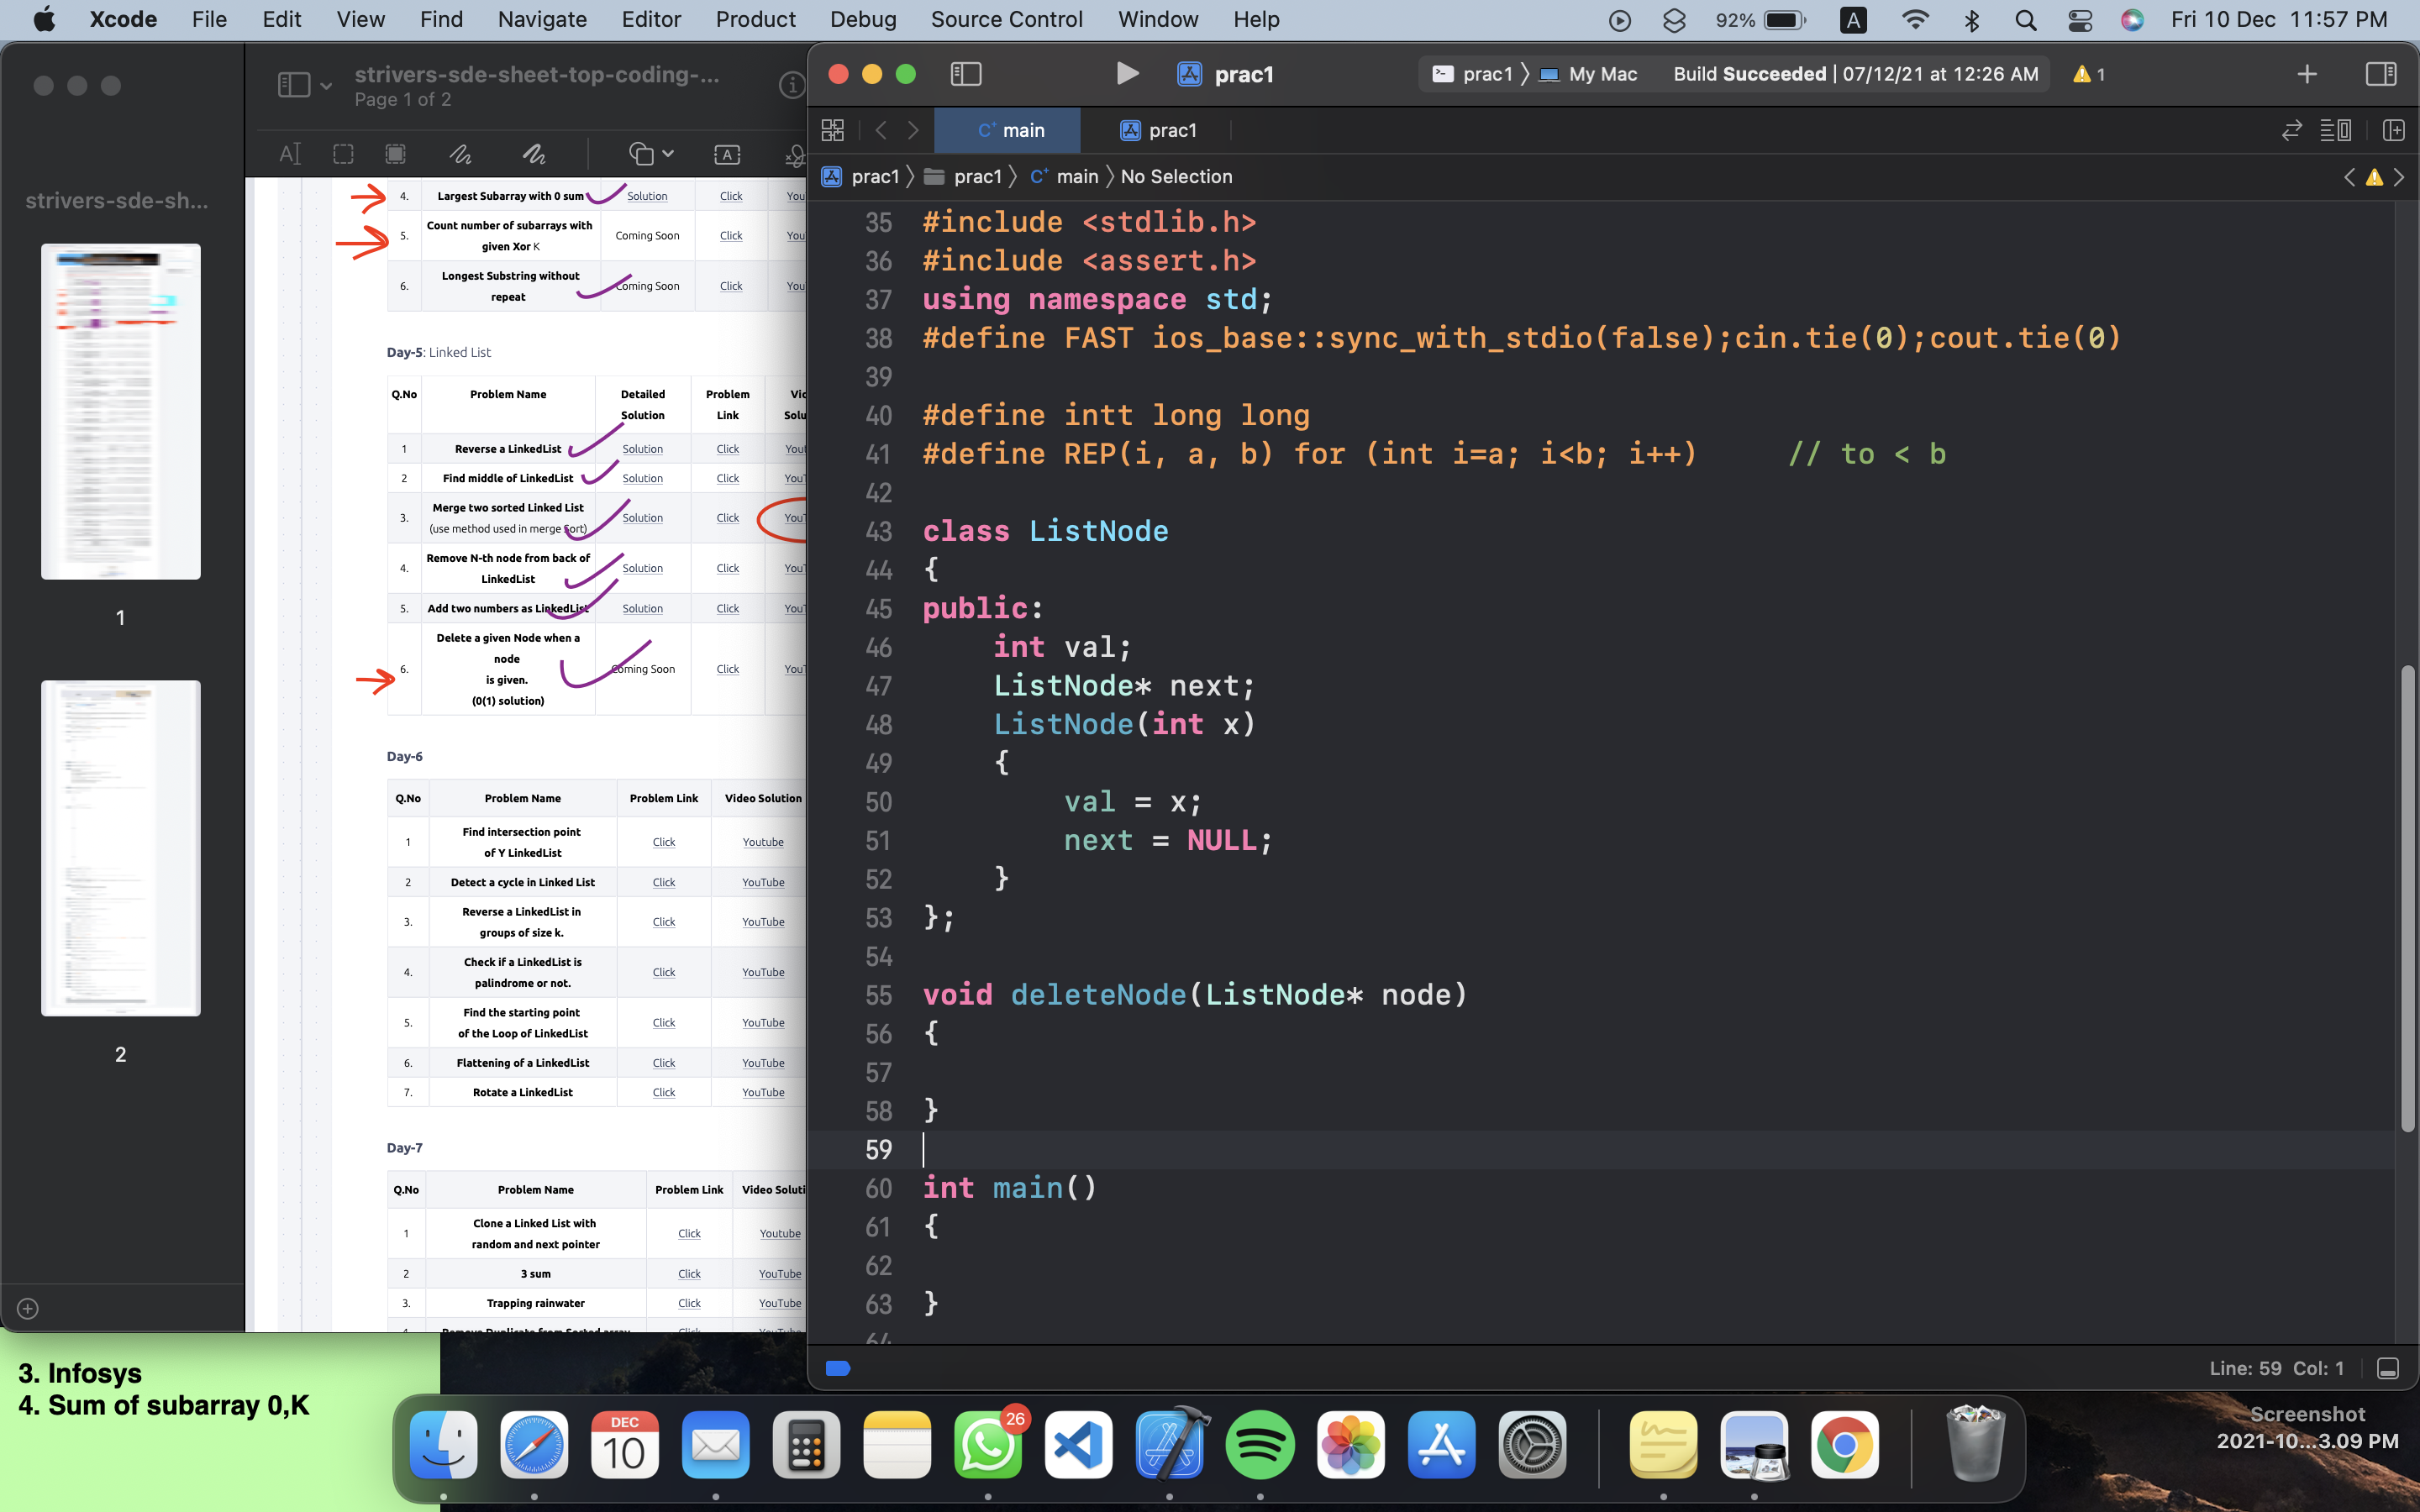 Xcode File Edit View Find Navigate Editor Product Debug Source Control Window Help 92% A Fri 10 Dec 11:57 PM
strivers-sde-sheet-top-coding-...
Page 1 of 2
strivers-sde-sh...
1
2
4. Largest Subarray with 0 sum Solution Click You
5. Count number of subarrays with given Xor K Coming Soon Click You
6. Longest Substring without repeat Coming Soon Click You
Day-5: Linked List
Q.No Problem Name Detailed Solution Problem Link Vid Solu
1 Reverse a LinkedList Solution Click YouT
2 Find middle of LinkedList Solution Click YouT
3. Merge two sorted Linked List (use method used in merge Sort) Solution Click YouT
4. Remove N-th node from back of LinkedList Solution Click YouT
5. Add two numbers as LinkedList Solution Click YouT
6. Delete a given Node when a node is given. (0(1) solution) Coming Soon Click YouT
Day-6
Q.No Problem Name Problem Link Video Solution
1 Find intersection point of Y LinkedList Click Youtube
2 Detect a cycle in Linked List Click YouTube
3. Reverse a LinkedList in groups of size k. Click YouTube
4. Check if a LinkedList is palindrome or not. Click YouTube
5. Find the starting point of the Loop of LinkedList Click YouTube
6. Flattening of a LinkedList Click YouTube
7. Rotate a LinkedList Click YouTube
Day-7
Q.No Problem Name Problem Link Video Soluti
1 Clone a Linked List with random and next pointer Click Youtube
2 3 sum Click YouTube
3. Trapping rainwater Click YouTube
4. Remove Duplicate from Sorted array Click YouTube
prac1 prac1 My Mac Build Succeeded | 07/12/21 at 12:26 AM 1
main prac1
prac1 prac1 main No Selection
35 #include <stdlib.h>
36 #include <assert.h>
37 using namespace std;
38 #define FAST ios_base::sync_with_stdio(false);cin.tie(0);cout.tie(0)
39
40 #define intt long long
41 #define REP(i, a, b) for (int i=a; i<b; i++) // to < b
42
43 class ListNode
44 {
45 public:
46 int val;
47 ListNode* next;
48 ListNode(int x)
49 {
50 val = x;
51 next = NULL;
52 }
53 };
54
55 void deleteNode(ListNode* node)
56 {
57
58 }
59
60 int main()
61 {
62
63 }
64
Line: 59 Col: 1
3. Infosys
4. Sum of subarray 0,K
DEC
10
26
Screenshot
2021-10...3.09 PM